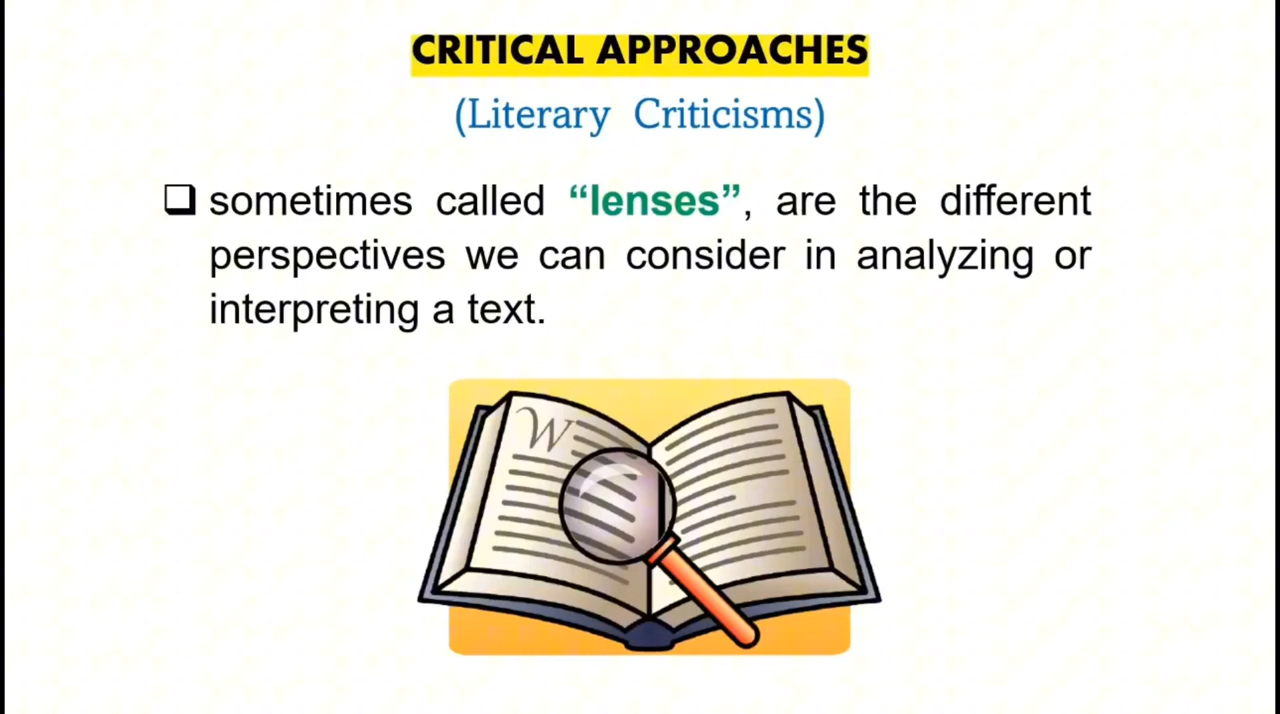 CRITICAL APPROACHES
(Literary Criticisms)
❑ sometimes called “lenses”, are the different
perspectives we can consider in analyzing or
interpreting a text.
W